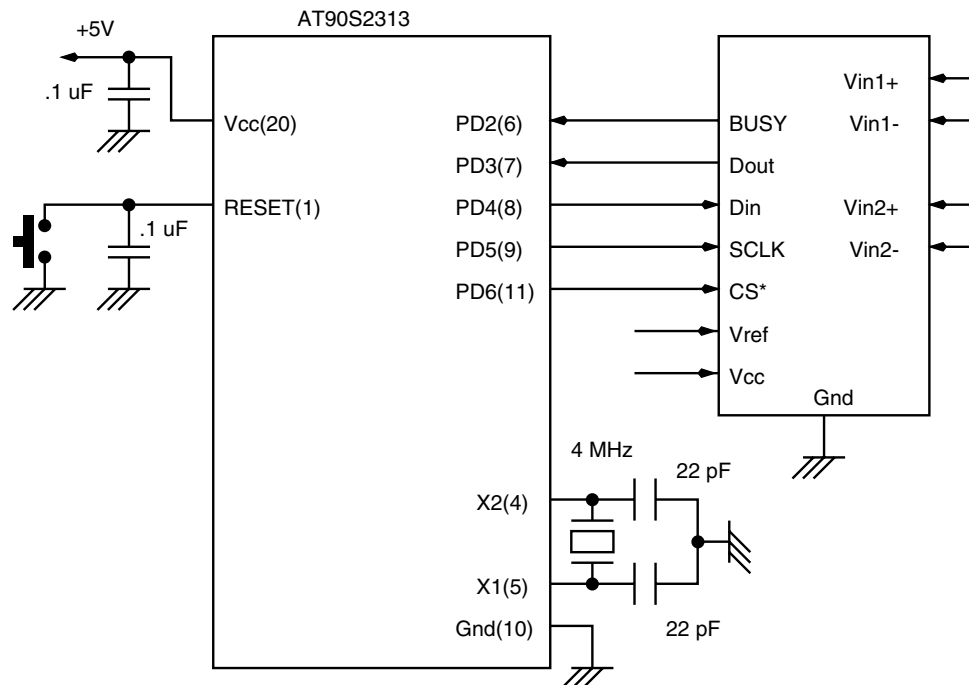 AT90S2313
+5V
.1 uF
Vcc(20)
RESET(1)
.1 uF
PD2(6)
PD3(7)
PD4(8)
PD5(9)
PD6(11)
BUSY
Dout
Din
SCLK
CS*
Vref
Vcc
Gnd
Vin1+
Vin1-
Vin2+
Vin2-
4 MHz
22 pF
X2(4)
X1(5)
22 pF
Gnd(10)